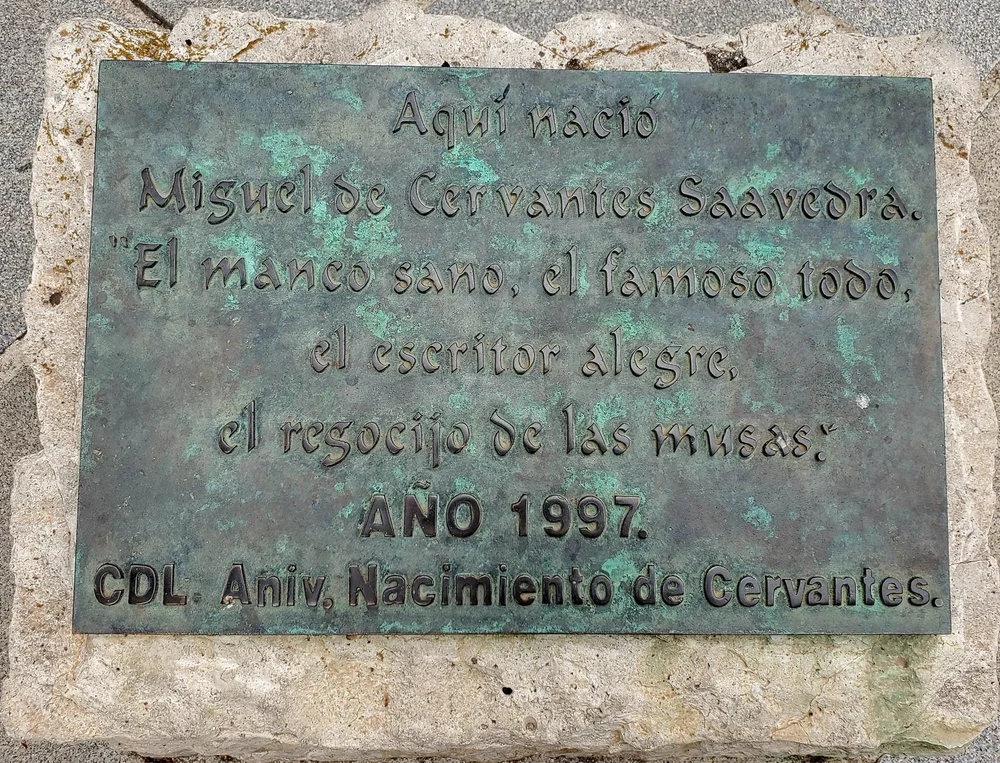 Aquí nació
Miguel de Cervantes Saavedra.
"El manco sano, el famoso todo,
el escritor alegre,
el regocijo de las musas".
AÑO 1997.
CDL. Aniv. Nacimiento de Cervantes.